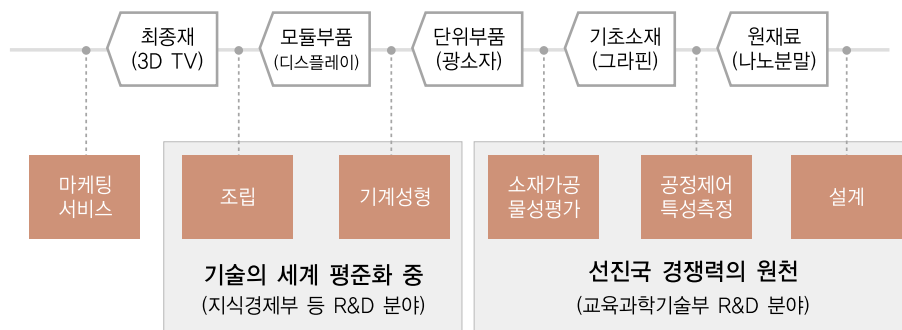 최종재
(3D TV)
모듈부품
(디스플레이)
단위부품
(광소자)
기초소재
(그라핀)
원재료
(나노분말)
마케팅
서비스
조립
기계성형
소재가공
물성평가
공정제어
특성측정
설계
기술의 세계 평준화 중
(지식경제부 등 R&D 분야)
선진국 경쟁력의 원천
(교육과학기술부 R&D 분야)